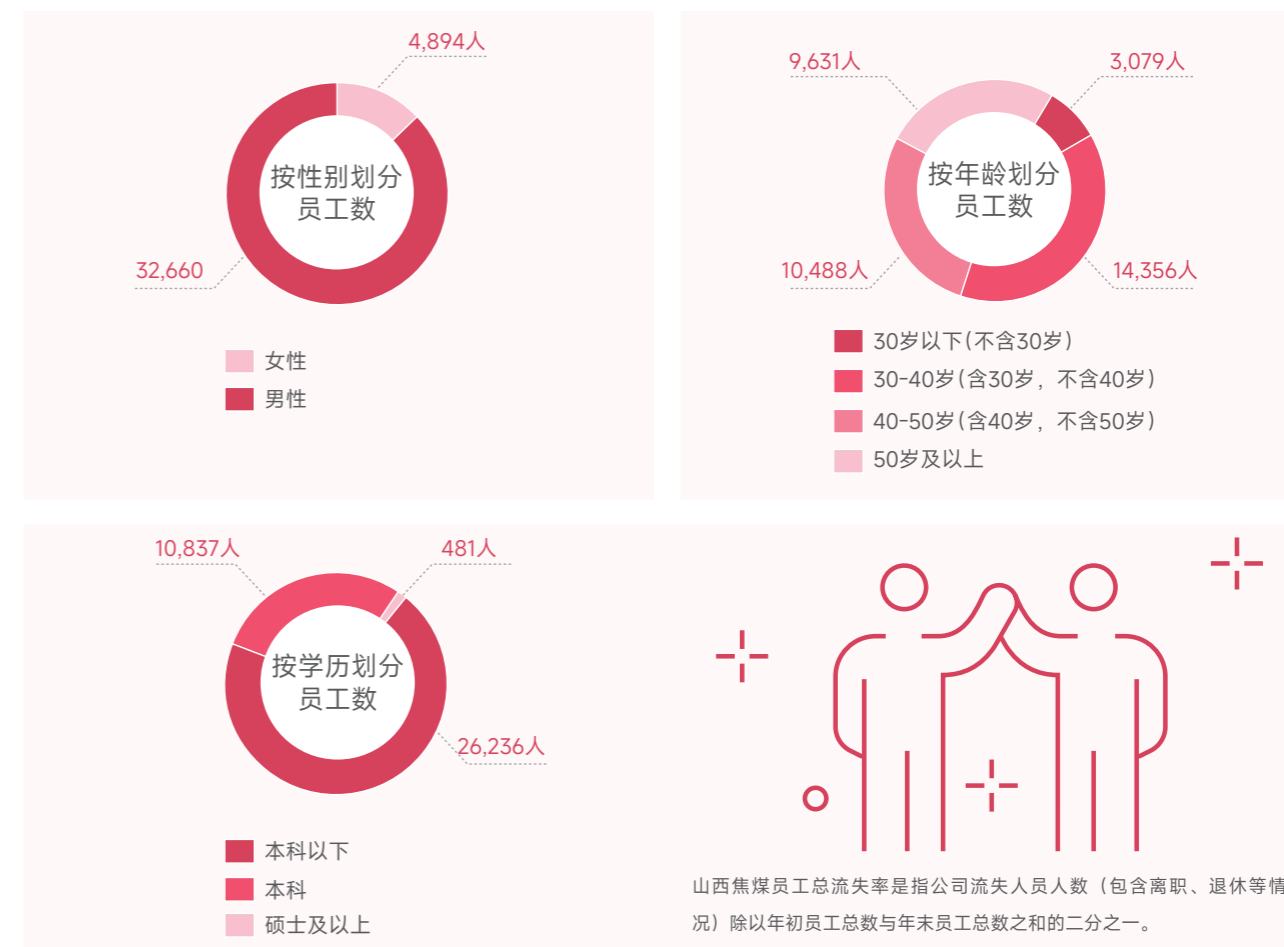 4,894人
按性别划分
员工数
32,660
女性
男性
9,631人
3,079人
按年龄划分
员工数
10,488人
14,356人
30岁以下(不含30岁)
30-40岁(含30岁，不含40岁)
40-50岁(含40岁，不含50岁)
50岁及以上
10,837人
481人
按学历划分
员工数
26,236人
本科以下
本科
硕士及以上
山西焦煤员工总流失率是指公司流失人员人数（包含离职、退休等情
况）除以年初员工总数与年末员工总数之和的二分之一。